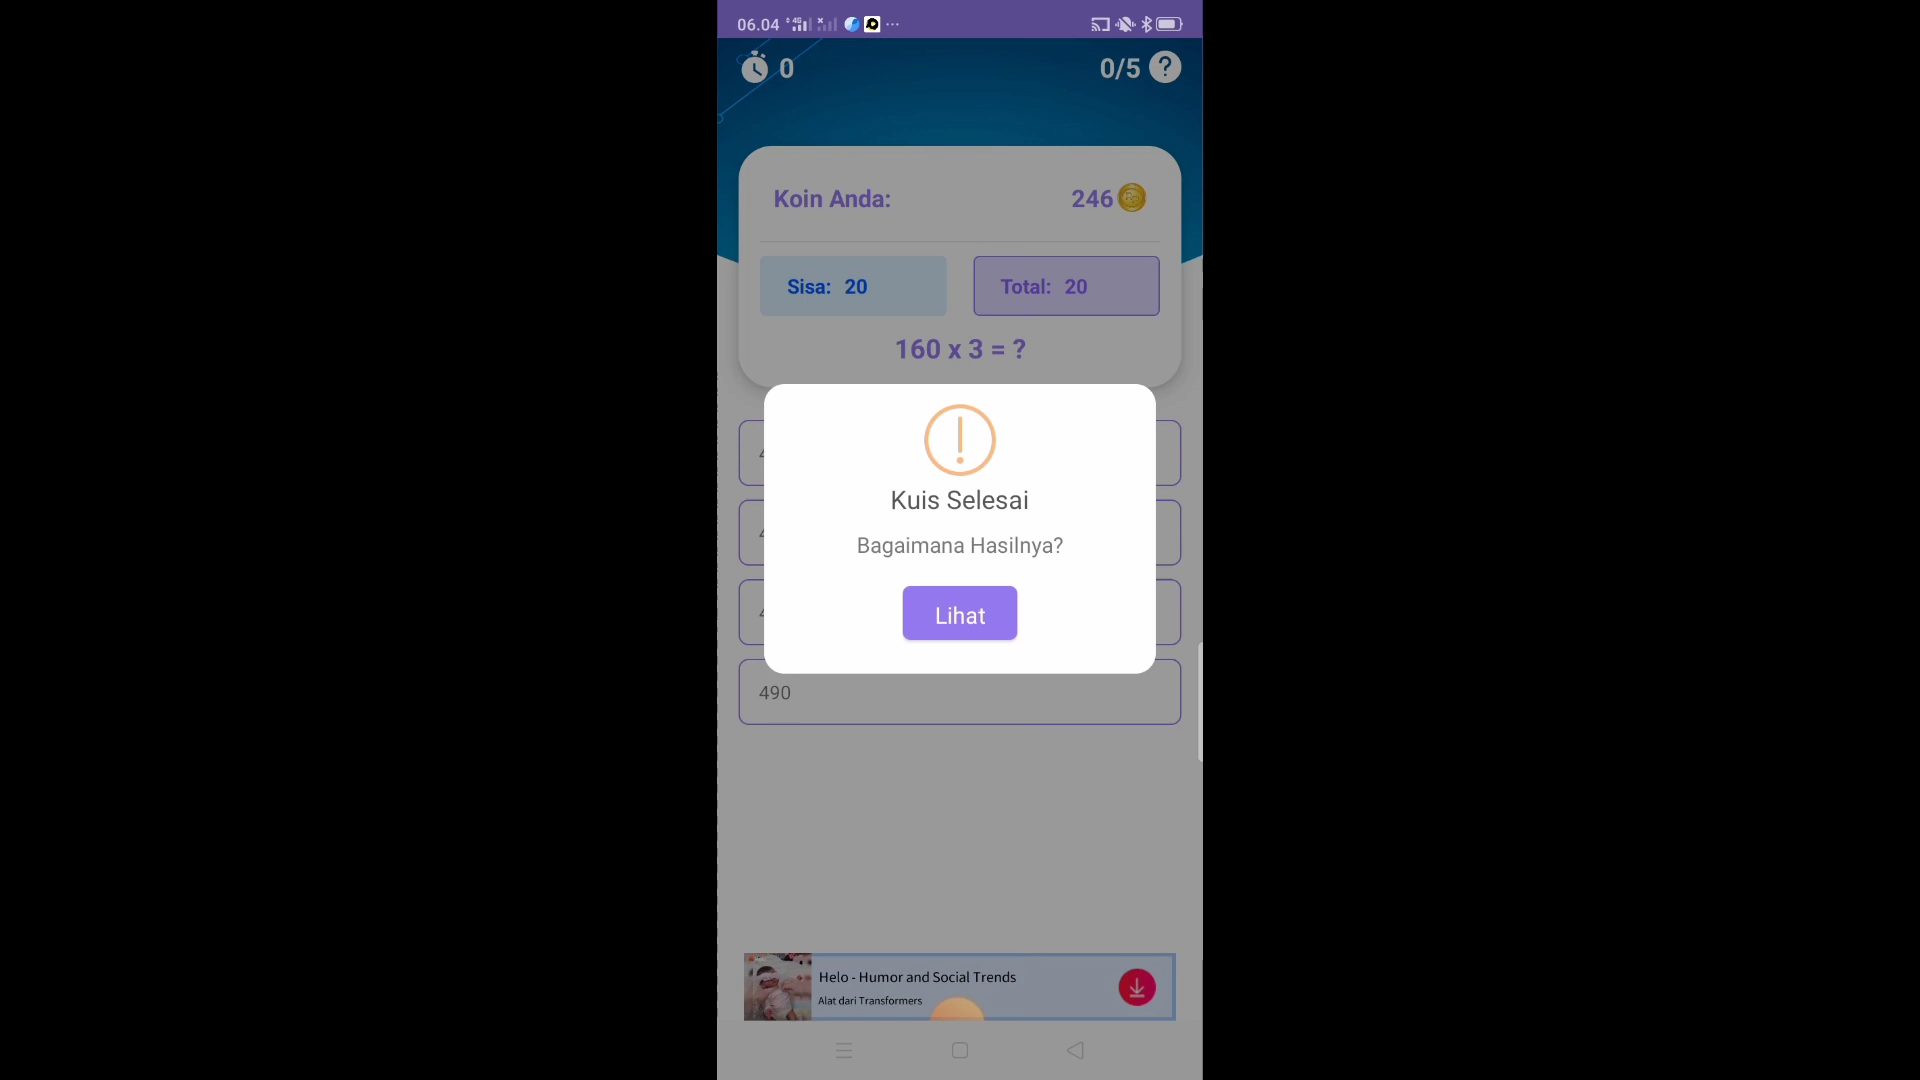 06.04
0
0/5
Koin Anda: 246
Sisa: 20
Total: 20
160 x 3 = ?
Kuis Selesai
Bagaimana Hasilnya?
Lihat
490
Helo - Humor and Social Trends
Alat dari Transformers